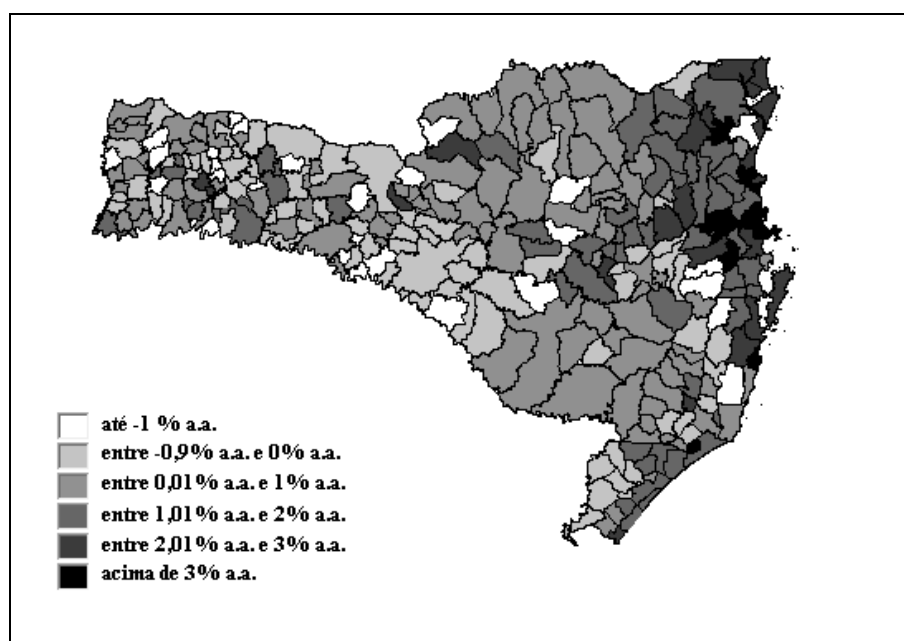 até -1 % a.a.
entre -0,9% a.a. e 0% a.a.
entre 0,01% a.a. e 1% a.a.
entre 1,01% a.a. e 2% a.a.
entre 2,01% a.a. e 3% a.a.
acima de 3% a.a.